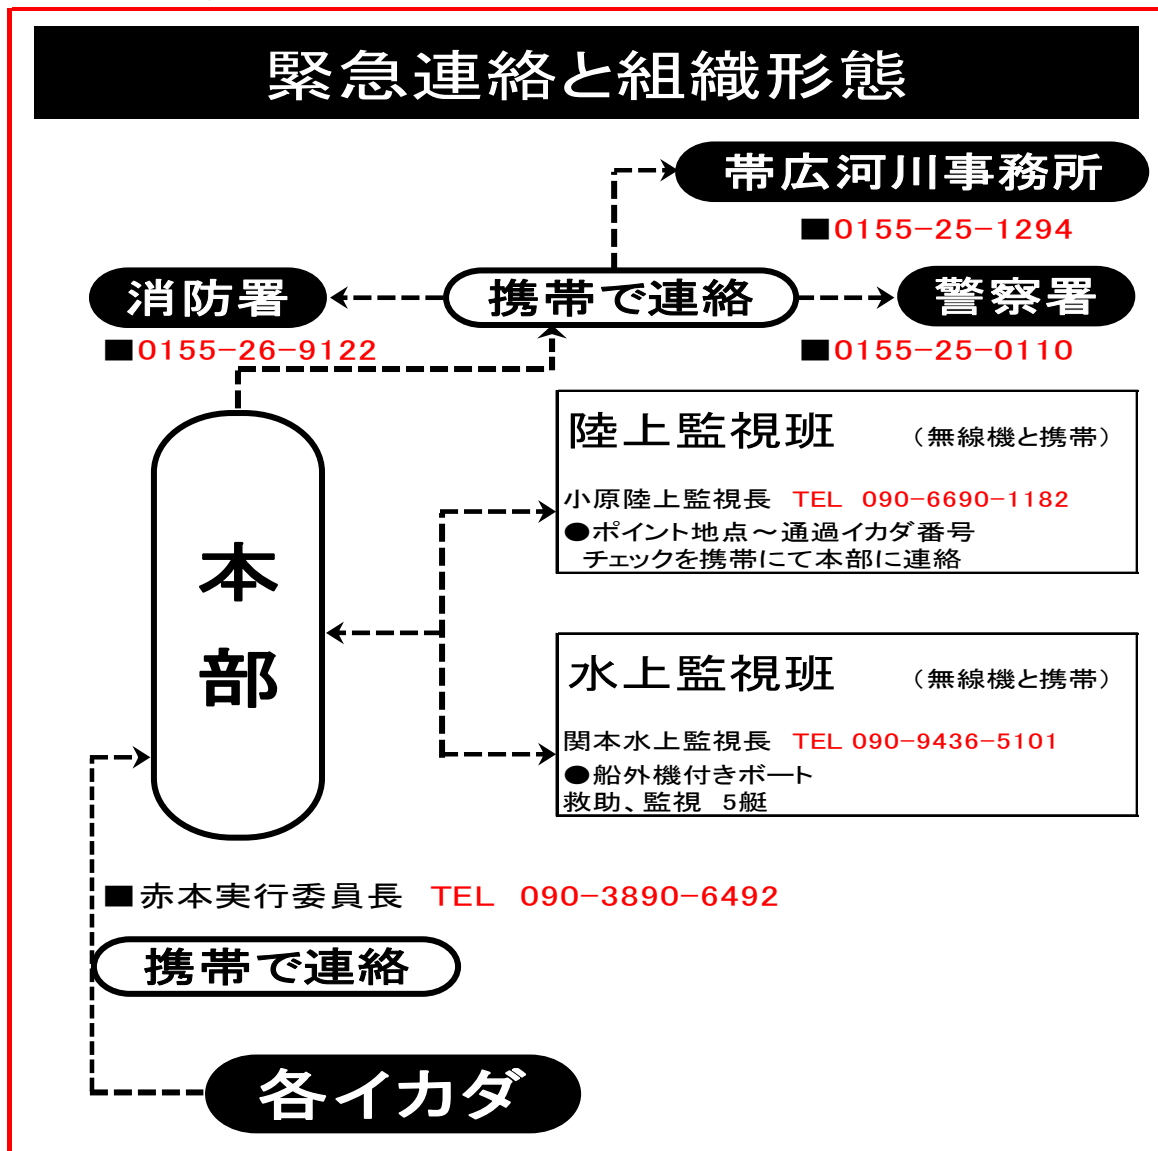 緊急連絡と組織形態
帯広河川事務所
■0155-25-1294
消防署
携帯で連絡
警察署
■0155-26-9122
■0155-25-0110
陸上監視班 （無線機と携帯）
小原陸上監視長 TEL 090-6690-1182
●ポイント地点～通過イカダ番号
チェックを携帯にて本部に連絡
本部
水上監視班 （無線機と携帯）
関本水上監視長 TEL 090-9436-5101
●船外機付きボート
救助、監視 5艇
■赤本実行委員長 TEL 090-3890-6492
携帯で連絡
各イカダ